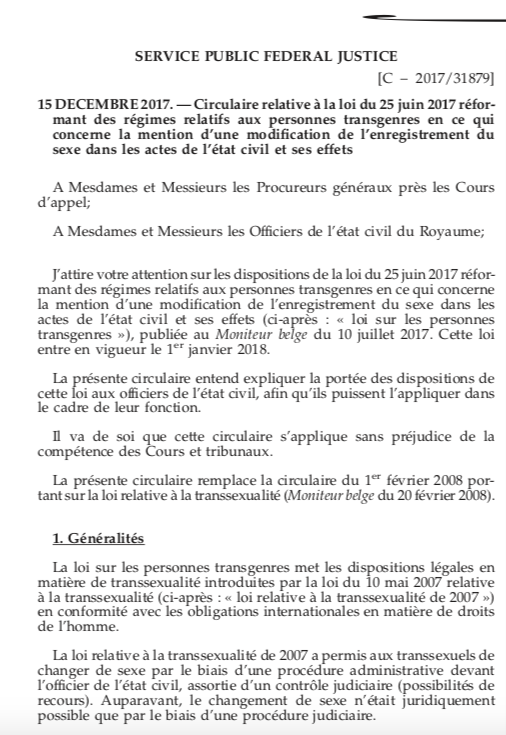 SERVICE PUBLIC FEDERAL JUSTICE
[C – 2017/31879]
15 DECEMBRE 2017. — Circulaire relative à la loi du 25 juin 2017 réfor-
mant des régimes relatifs aux personnes transgenres en ce qui
concerne la mention d'une modification de l'enregistrement du
sexe dans les actes de l'état civil et ses effets
A Mesdames et Messieurs les Procureurs généraux près les Cours
d'appel;
A Mesdames et Messieurs les Officiers de l'état civil du Royaume;
J'attire votre attention sur les dispositions de la loi du 25 juin 2017 réfor-
mant des régimes relatifs aux personnes transgenres en ce qui concerne
la mention d'une modification de l'enregistrement du sexe dans les
actes de l'état civil et ses effets (ci-après : « loi sur les personnes
transgenres »), publiée au Moniteur belge du 10 juillet 2017. Cette loi
entre en vigueur le 1er janvier 2018.
La présente circulaire entend expliquer la portée des dispositions de
cette loi aux officiers de l'état civil, afin qu'ils puissent l'appliquer dans
le cadre de leur fonction.
Il va de soi que cette circulaire s'applique sans préjudice de la
compétence des Cours et tribunaux.
La présente circulaire remplace la circulaire du 1er février 2008 por-
tant sur la loi relative à la transsexualité (Moniteur belge du 20 février 2008).
1. Généralités
La loi sur les personnes transgenres met les dispositions légales en
matière de transsexualité introduites par la loi du 10 mai 2007 relative
à la transsexualité (ci-après : « loi relative à la transsexualité de 2007 »)
en conformité avec les obligations internationales en matière de droits
de l'homme.
La loi relative à la transsexualité de 2007 a permis aux transsexuels de
changer de sexe par le biais d'une procédure administrative devant
l'officier de l'état civil, assortie d'un contrôle judiciaire (possibilités de
recours). Auparavant, le changement de sexe n'était juridiquement
possible que par le biais d'une procédure judiciaire.